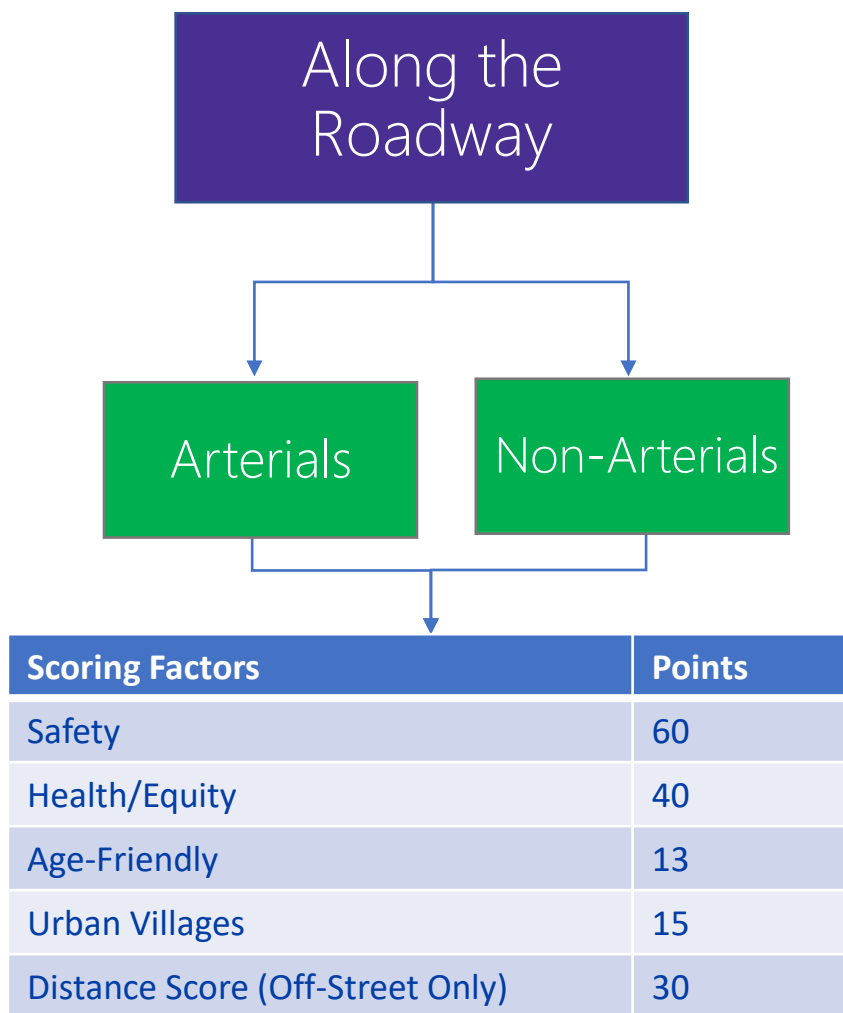 Along the
Roadway
Arterials
Non-Arterials
Scoring Factors Points
Safety 60
Health/Equity 40
Age-Friendly 13
Urban Villages 15
Distance Score (Off-Street Only) 30